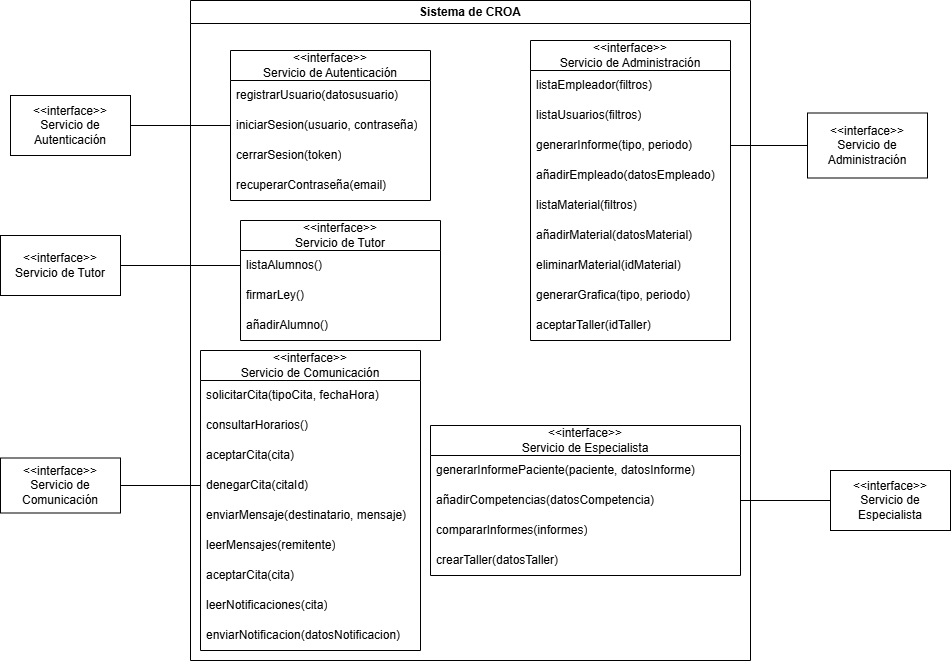 Sistema de CROA
<<interface>>
Servicio de
Autenticación
<<interface>>
Servicio de Autenticación
registrarUsuario(datosusuario)
iniciarSesion(usuario, contraseña)
cerrarSesion(token)
recuperarContraseña(email)
<<interface>>
Servicio de Administración
listaEmpleador(filtros)
listaUsuarios(filtros)
generarInforme(tipo, periodo)
añadirEmpleado(datosEmpleado)
listaMaterial(filtros)
añadirMaterial(datosMaterial)
eliminarMaterial(idMaterial)
generarGrafica(tipo, periodo)
aceptarTaller(idTaller)
<<interface>>
Servicio de
Administración
<<interface>>
Servicio de Tutor
<<interface>>
Servicio de Tutor
listaAlumnos()
firmarLey()
añadirAlumno()
<<interface>>
Servicio de
Comunicación
<<interface>>
Servicio de Comunicación
solicitarCita(tipoCita, fechaHora)
consultarHorarios()
aceptarCita(cita)
denegarCita(citaId)
enviarMensaje(destinatario, mensaje)
leerMensajes(remitente)
aceptarCita(cita)
leerNotificaciones(cita)
enviarNotificacion(datosNotificacion)
<<interface>>
Servicio de Especialista
generarInformePaciente(paciente, datosInforme)
añadirCompetencias(datosCompetencia)
compararInformes(informes)
crearTaller(datosTaller)
<<interface>>
Servicio de
Especialista